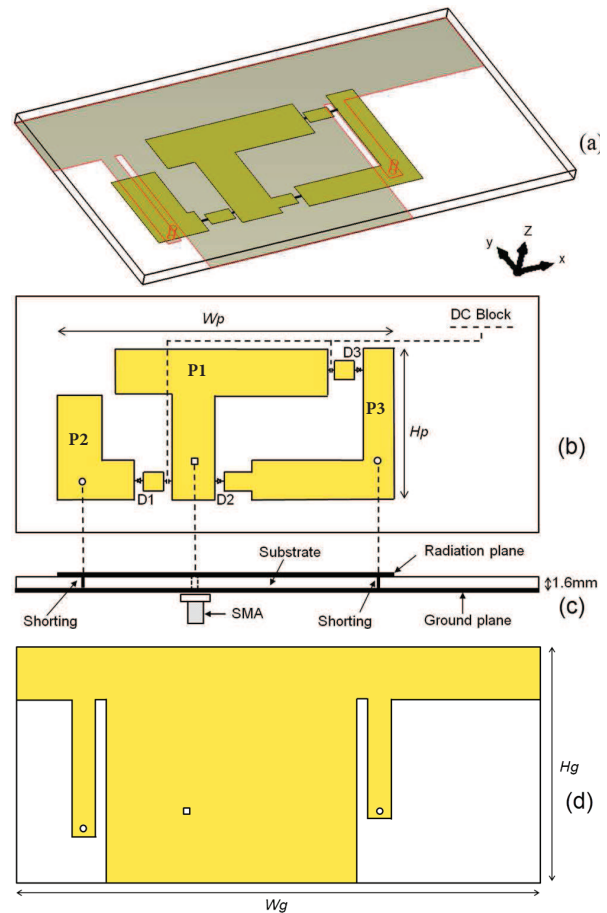 (a)
Z
y
x
Wp
DC Block
P1
D3
P2
P3
Hp
(b)
D1
D2
Substrate
Radiation plane
1.6mm
Shorting
SMA
Shorting
Ground plane
(c)
Hg
(d)
Wg